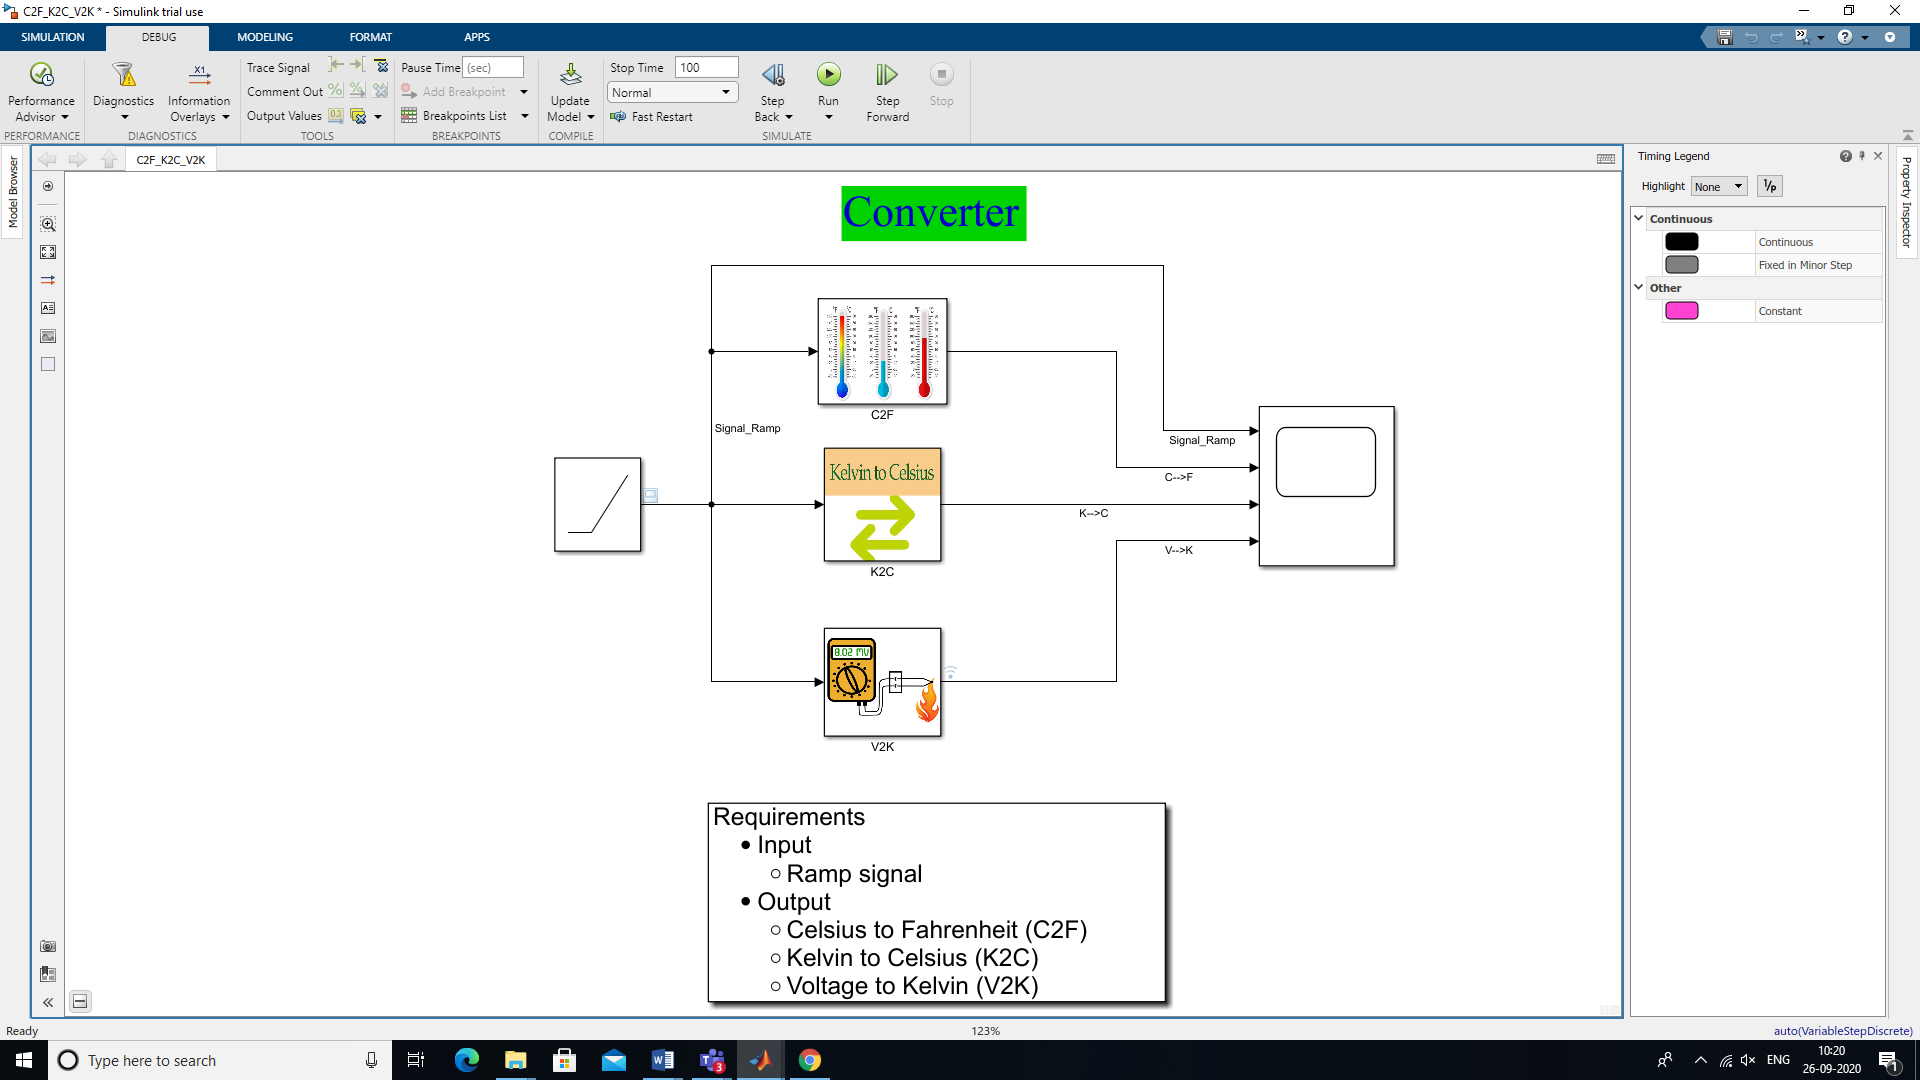 C2F_K2C_V2K * - Simulink trial use
SIMULATION DEBUG MODELING FORMAT APPS
Performance Advisor
PERFORMANCE
Diagnostics
Information Overlays
DIAGNOSTICS
Trace Signal
Comment Out
Output Values
TOOLS
Pause Time (sec)
Add Breakpoint
Breakpoints List
BREAKPOINTS
Update Model
COMPILE
Stop Time 100
Normal
Fast Restart
Step Back
Run
Step Forward
Stop
SIMULATE
Model Browser
C2F_K2C_V2K
Converter
C2F
Signal_Ramp
Kelvin to Celsius
K2C
8.02 MV
V2K
Signal_Ramp
C-->F
K-->C
V-->K
Requirements
• Input
○ Ramp signal
• Output
○ Celsius to Fahrenheit (C2F)
○ Kelvin to Celsius (K2C)
○ Voltage to Kelvin (V2K)
Timing Legend
Highlight None 1/P
Continuous
Continuous
Fixed in Minor Step
Other
Constant
Property Inspector
Ready
123%
auto(VariableStepDiscrete)
Type here to search
3
ENG
10:20
26-09-2020
1